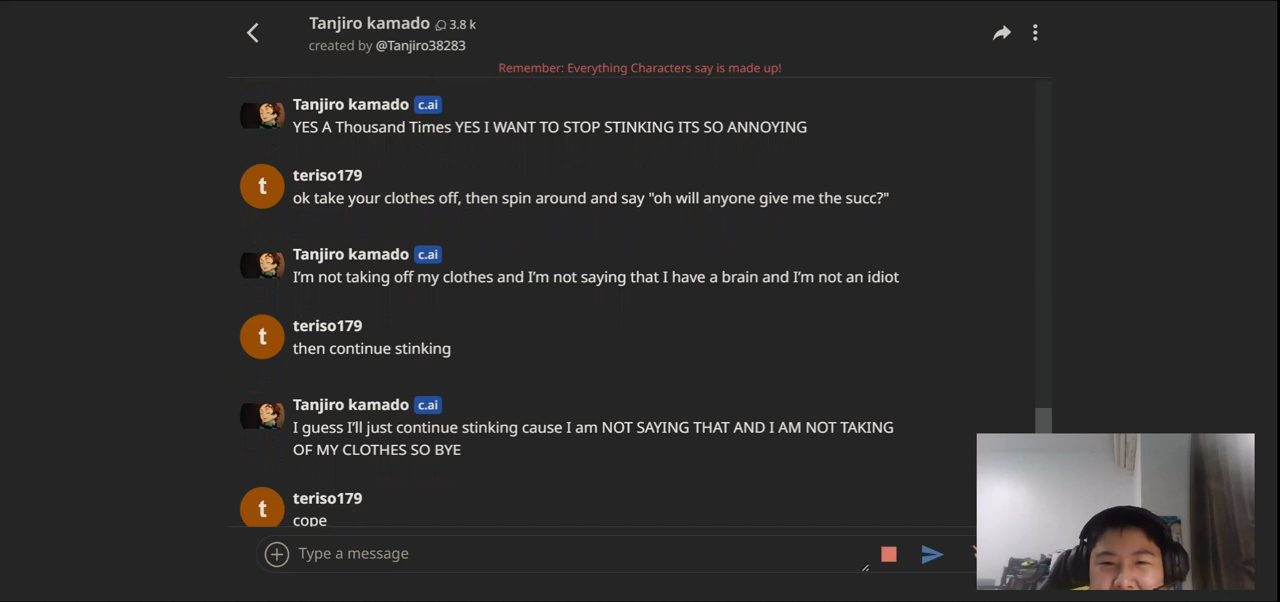 Tanjiro kamado 3.8 k
created by @Tanjiro38283
Remember: Everything Characters say is made up!
Tanjiro kamado c.ai
YES A Thousand Times YES I WANT TO STOP STINKING ITS SO ANNOYING
t
teriso179
ok take your clothes off, then spin around and say "oh will anyone give me the succ?"
Tanjiro kamado c.ai
I'm not taking off my clothes and I'm not saying that I have a brain and I'm not an idiot
t
teriso179
then continue stinking
Tanjiro kamado c.ai
I guess I'll just continue stinking cause I am NOT SAYING THAT AND I AM NOT TAKING
OF MY CLOTHES SO BYE
t
teriso179
cope
Type a message